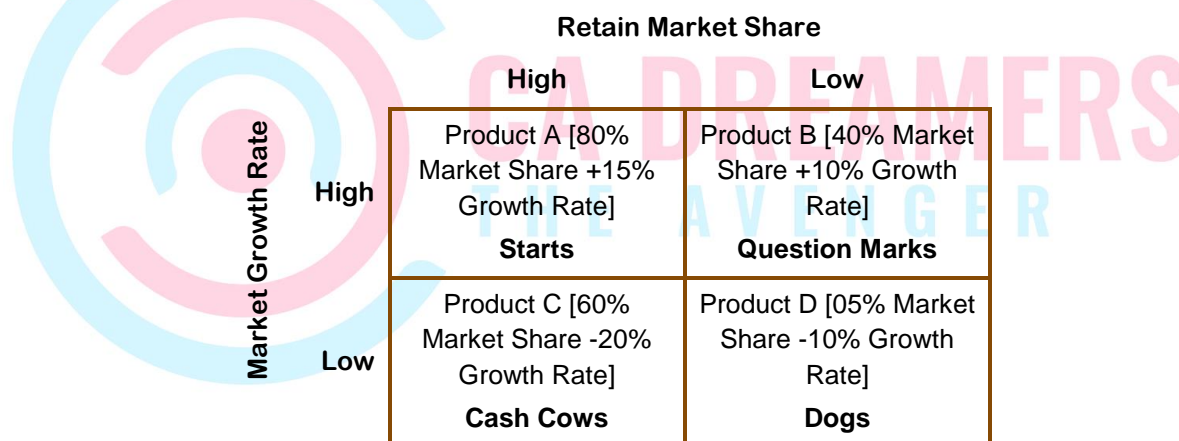 Retain Market Share
High Low
CA DREAMERS
THE AVENGER
Market Growth Rate
High
Product A [80%
Market Share +15%
Growth Rate]
Starts
Product B [40% Market
Share +10% Growth
Rate]
Question Marks
Low
Product C [60%
Market Share -20%
Growth Rate]
Cash Cows
Product D [05% Market
Share -10% Growth
Rate]
Dogs